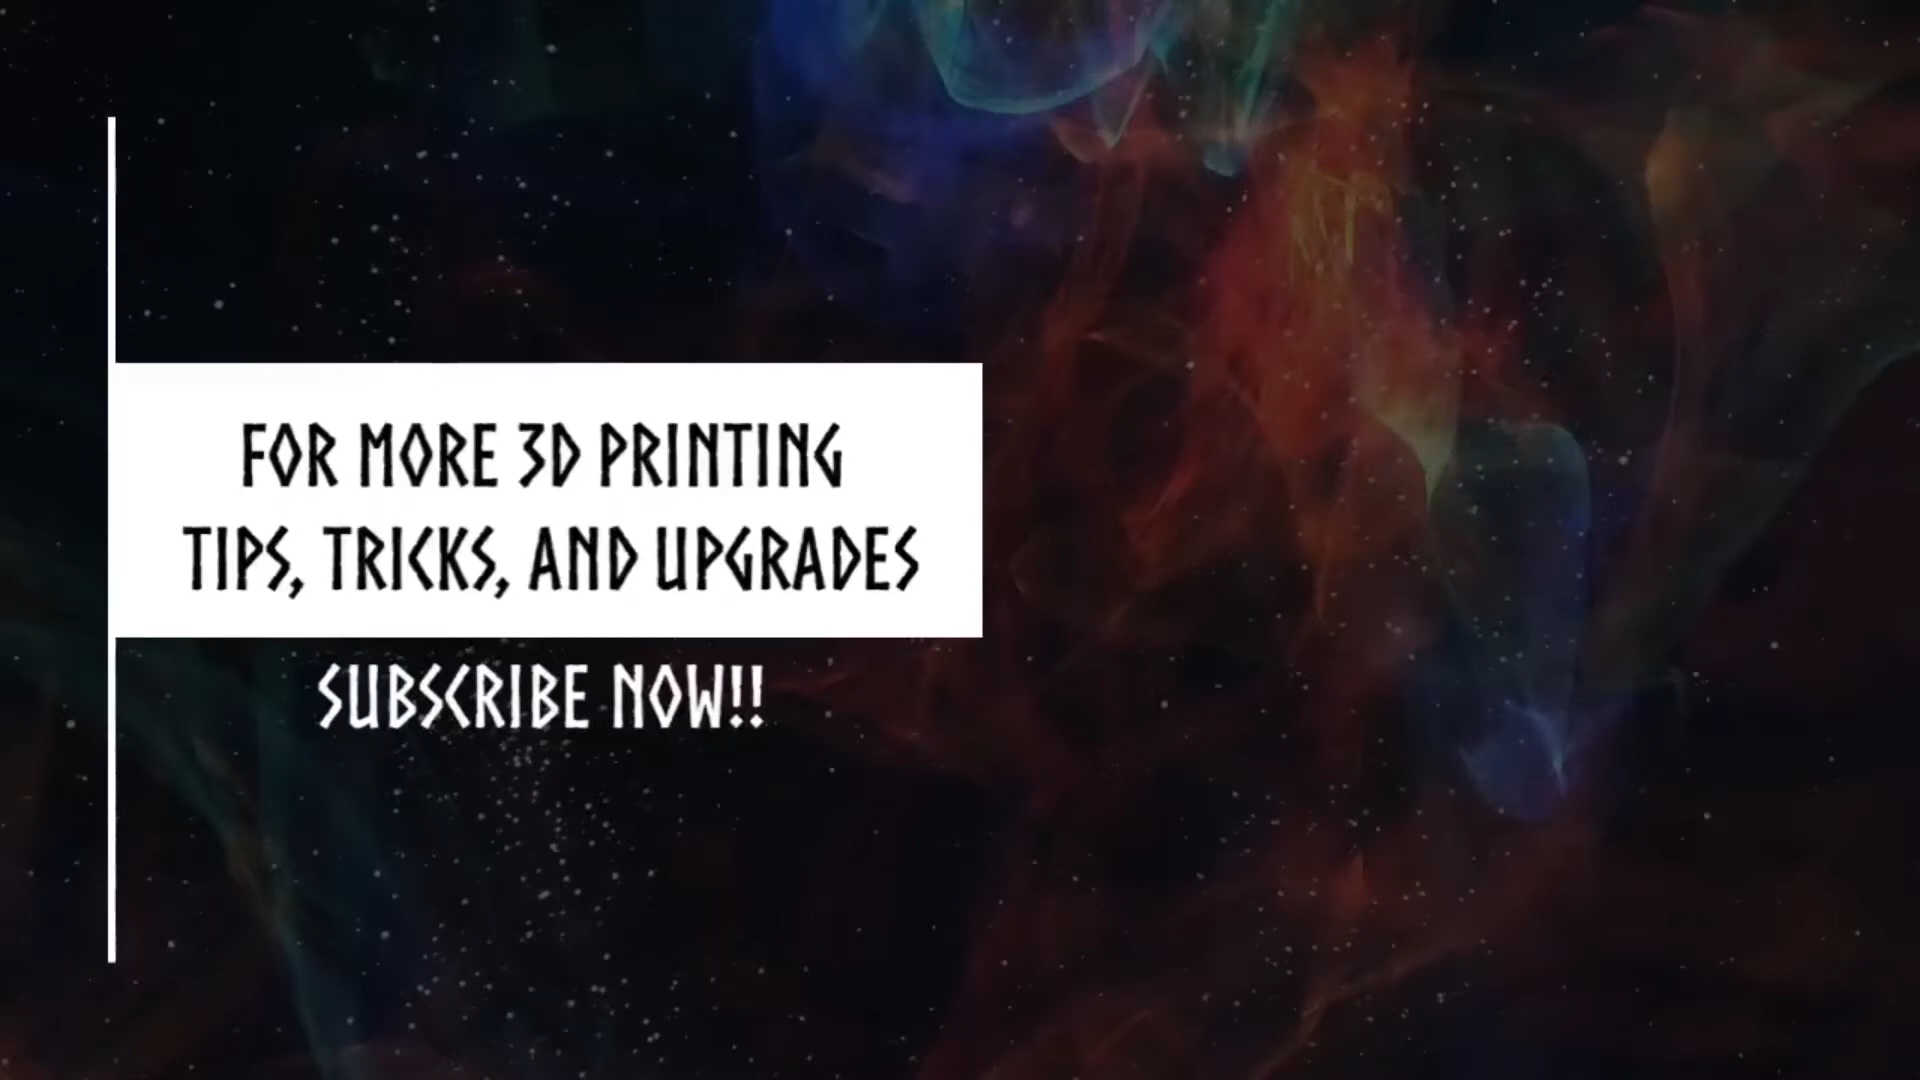 FOR MORE 3D PRINTING
TIPS, TRICKS, AND UPGRADES
SUBSCRIBE NOW!!